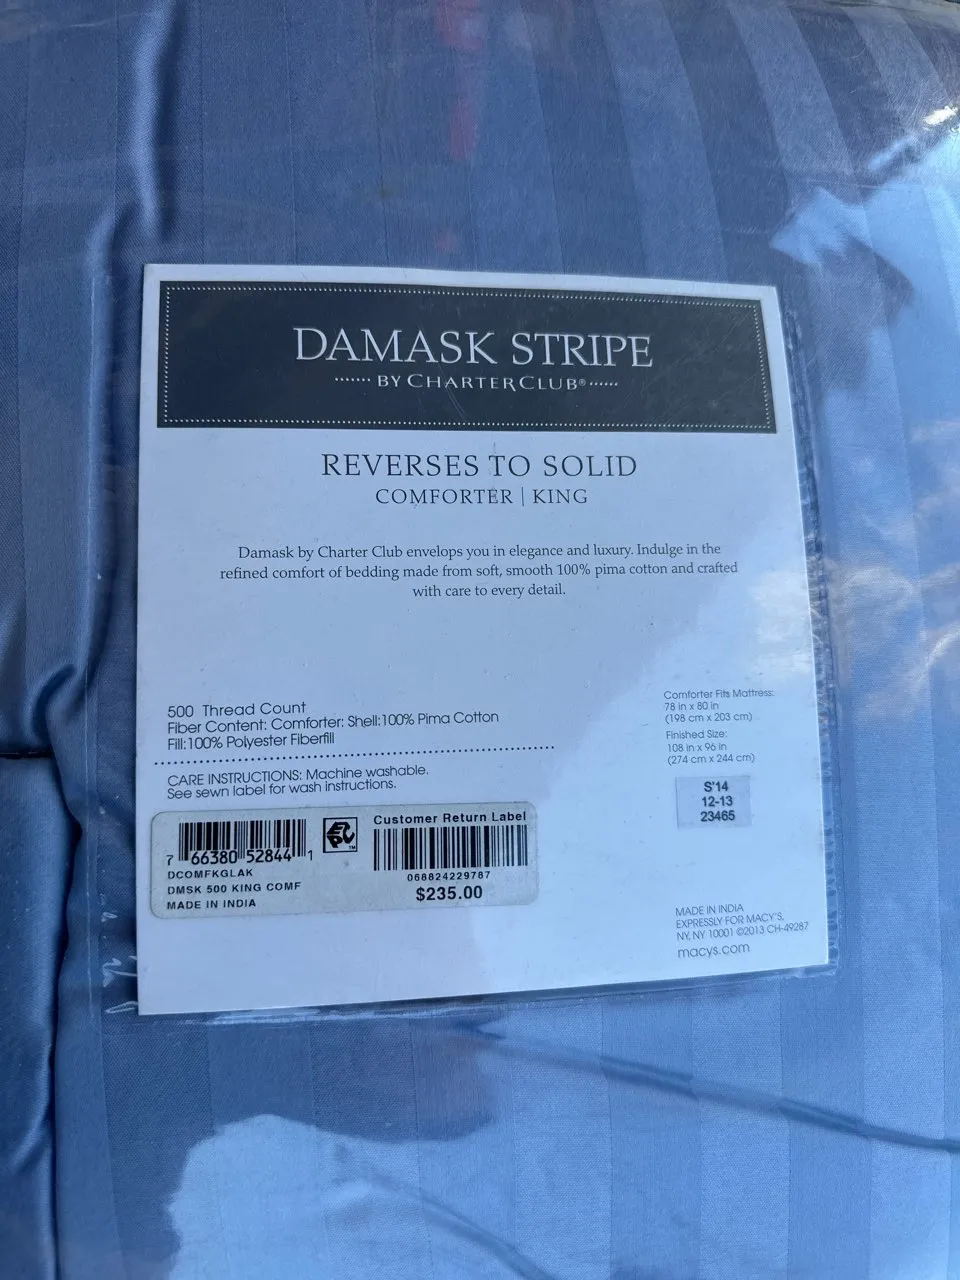 DAMASK STRIPE
BY CHARTER CLUB®
REVERSES TO SOLID
COMFORTER | KING
Damask by Charter Club envelops you in elegance and luxury. Indulge in the
refined comfort of bedding made from soft, smooth 100% pima cotton and crafted
with care to every detail.
500 Thread Count
Fiber Content: Comforter: Shell:100% Pima Cotton
Fill:100% Polyester Fiberfill
CARE INSTRUCTIONS: Machine washable.
See sewn label for wash instructions.
Comforter Fits Mattress:
78 in x 80 in
(198 cm x 203 cm)
Finished Size:
108 in x 96 in
(274 cm x 244 cm)
S'14
12-13
23465
7 66380 52844 1
DCOMFKGLAK
DMSK 500 KING COMF
MADE IN INDIA
TM
Customer Return Label
068824229787
$235.00
MADE IN INDIA
EXPRESSLY FOR MACY'S,
NY, NY 10001 ©2013 CH-49287
macys.com